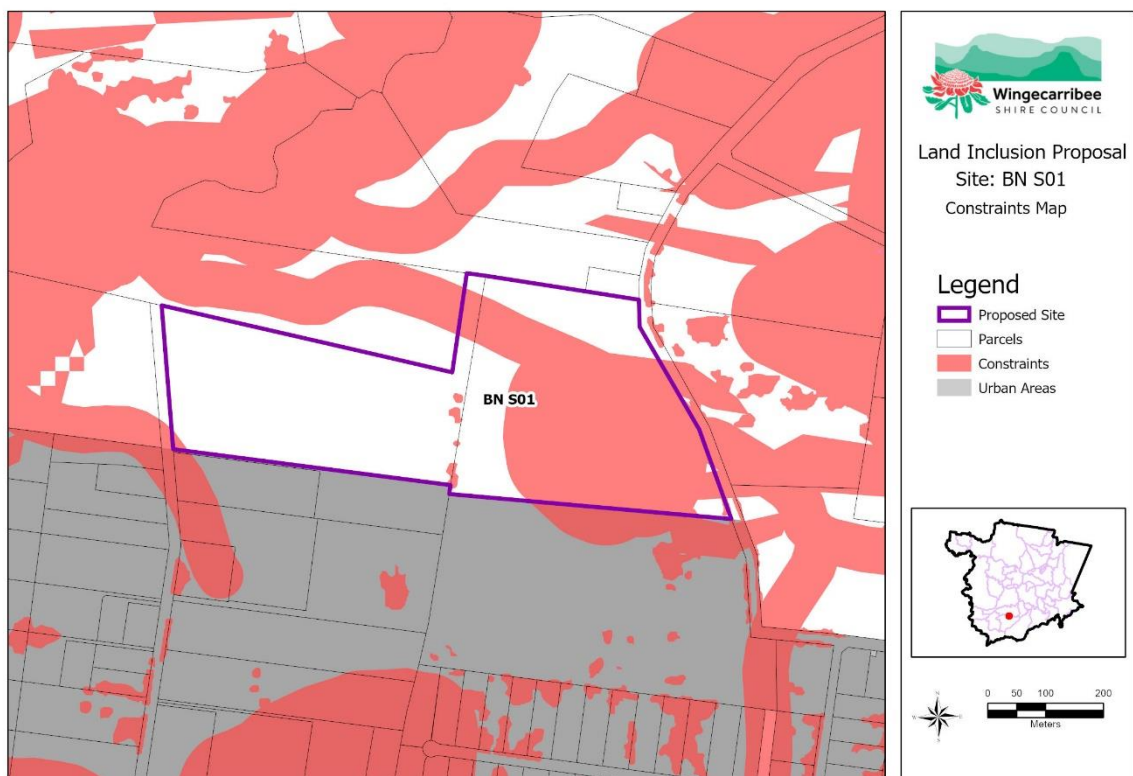 BN S01
Wingecarribee
SHIRE COUNCIL
Land Inclusion Proposal
Site: BN S01
Constraints Map
Legend
Proposed Site
Parcels
Constraints
Urban Areas
N
W
E
S
0 50 100 200
Meters